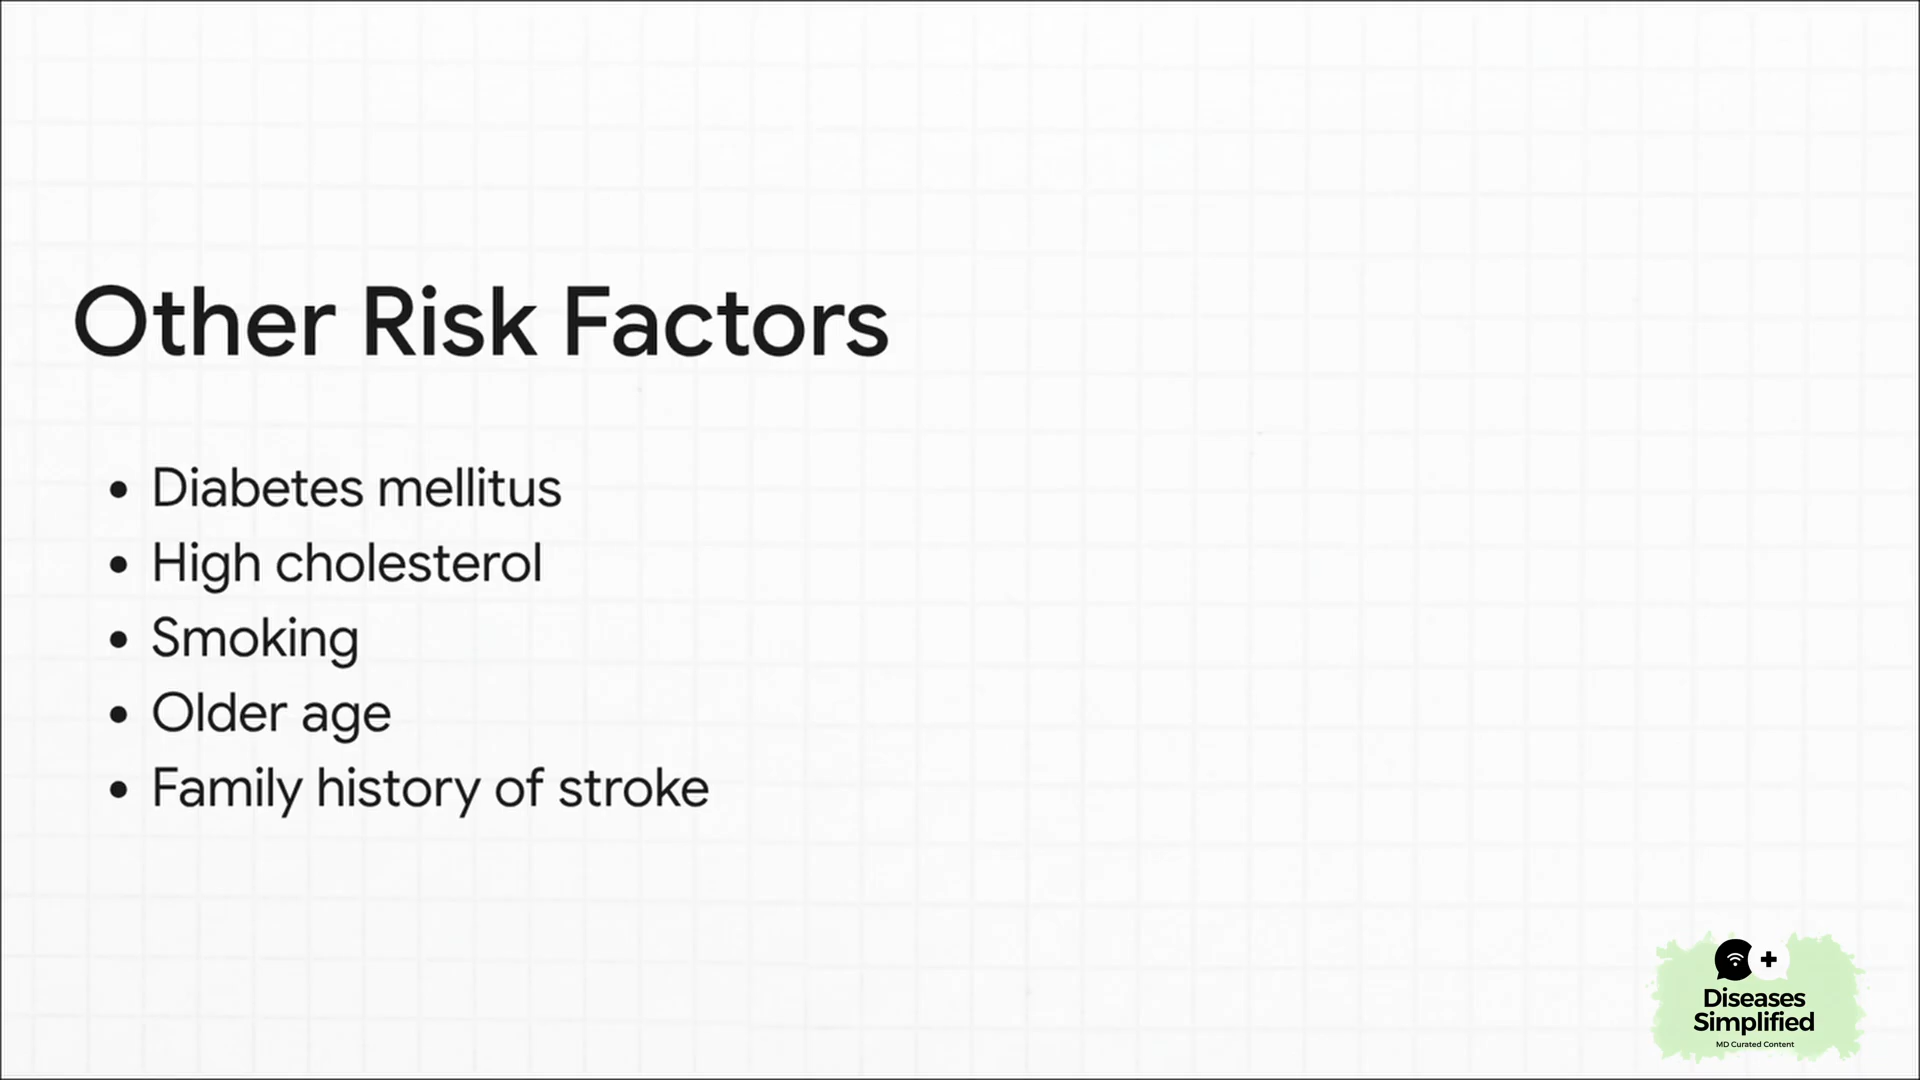 Other Risk Factors
• Diabetes mellitus
• High cholesterol
• Smoking
• Older age
• Family history of stroke
Diseases
Simplified
MD Curated Content